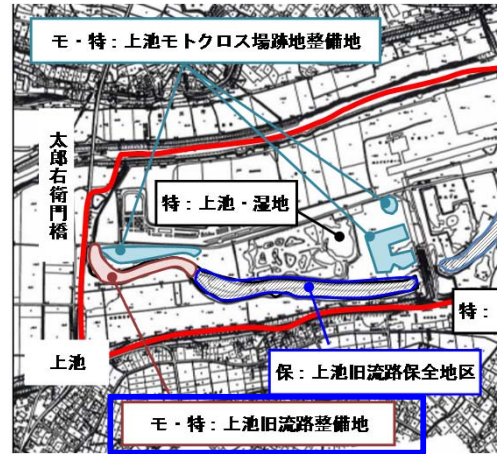 モ・特：上池モトクロス場跡地整備地
太郎右衛門橋
特：上池・湿地
特：
上池
保：上池旧流路保全地区
モ・特：上池旧流路整備地